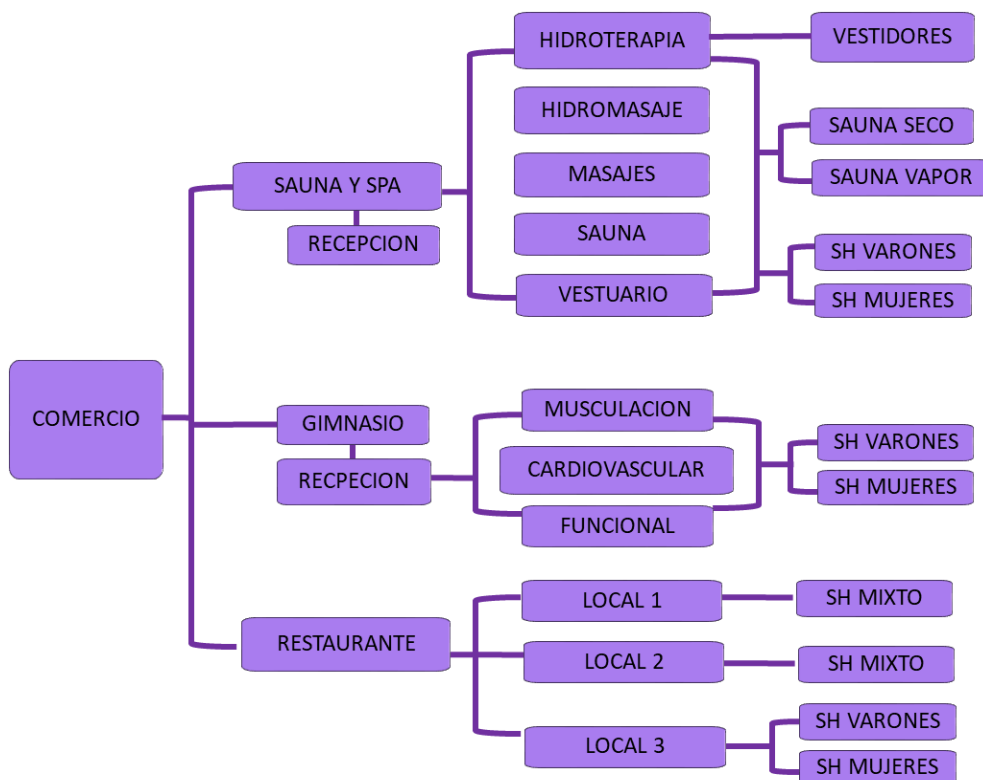 COMERCIO
SAUNA Y SPA
RECEPCION
HIDROTERAPIA
HIDROMASAJE
MASAJES
SAUNA
VESTUARIO
VESTIDORES
SAUNA SECO
SAUNA VAPOR
SH VARONES
SH MUJERES
GIMNASIO
RECPECION
MUSCULACION
CARDIOVASCULAR
FUNCIONAL
SH VARONES
SH MUJERES
RESTAURANTE
LOCAL 1
SH MIXTO
LOCAL 2
SH MIXTO
LOCAL 3
SH VARONES
SH MUJERES